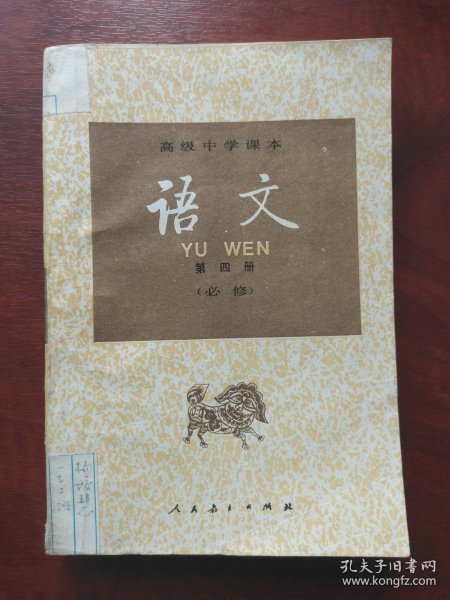 高级中学课本
语文
YU WEN
第四册
（必修）
人民教育出版社
孔夫子旧书网
www.kongfz.com